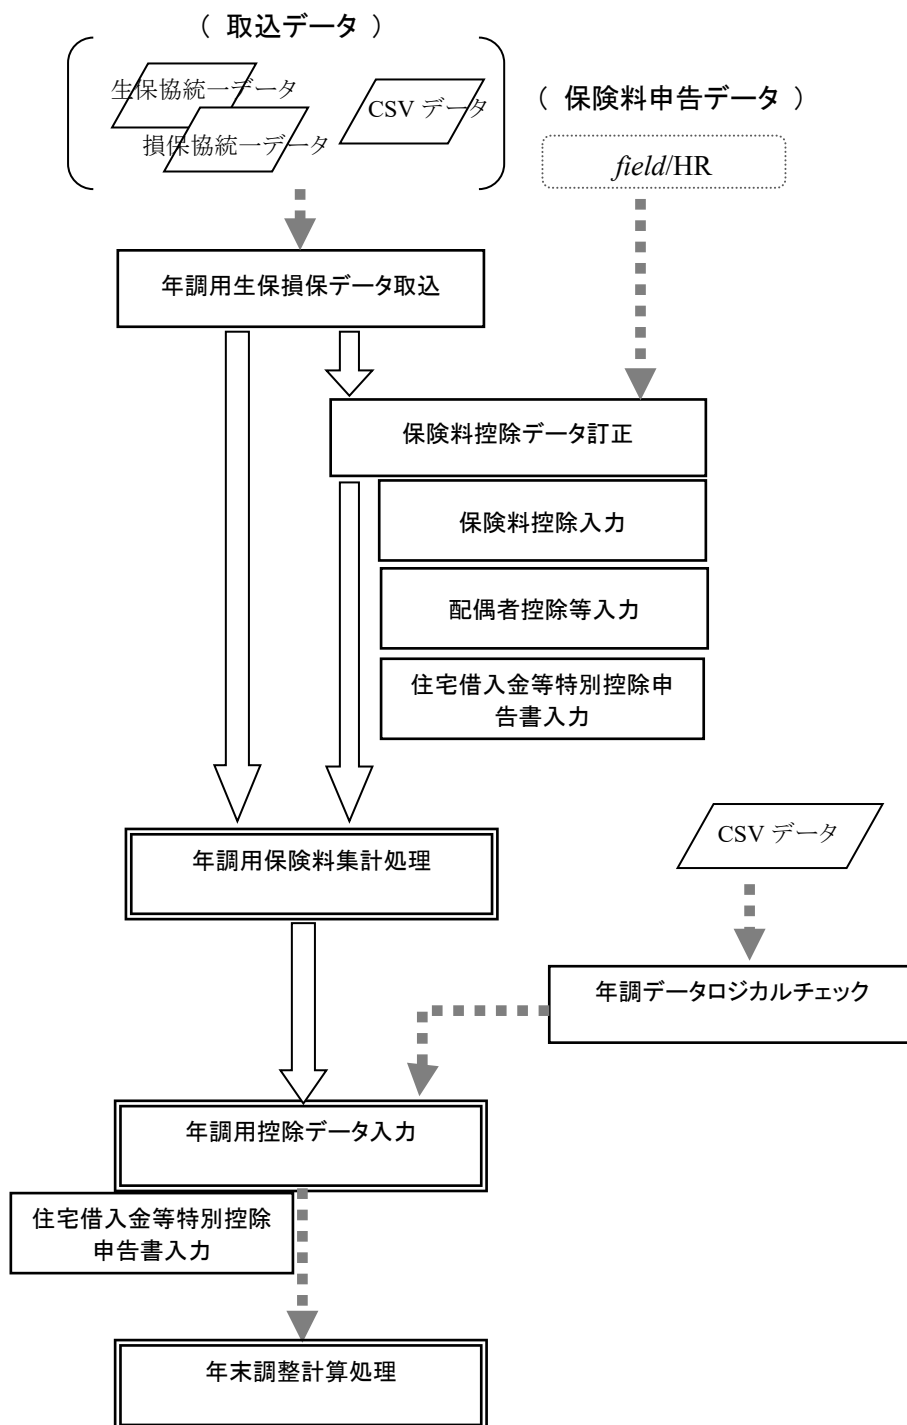 （ 取込データ ）
生保協統一データ
損保協統一データ
CSV データ
（ 保険料申告データ ）
field/HR
年調用生保損保データ取込
保険料控除データ訂正
保険料控除入力
配偶者控除等入力
住宅借入金等特別控除申
告書入力
年調用保険料集計処理
CSV データ
年調データロジカルチェック
年調用控除データ入力
住宅借入金等特別控除
申告書入力
年末調整計算処理